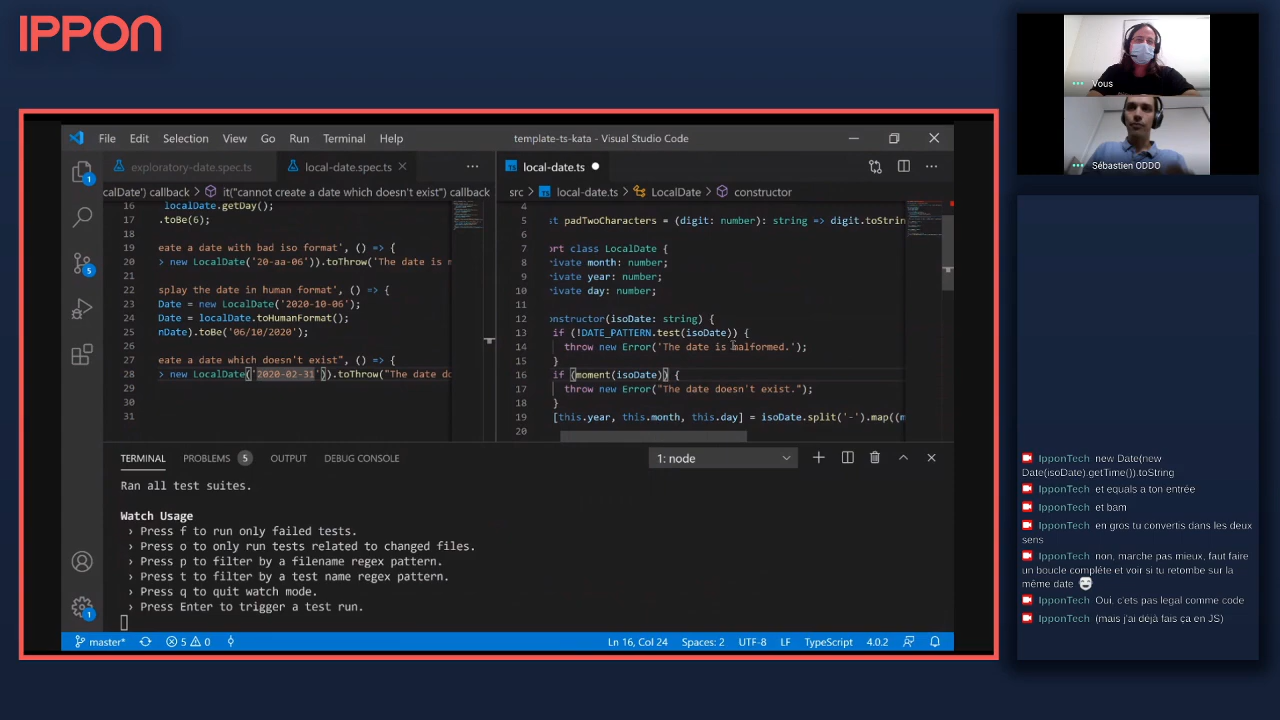 IPPON
File Edit Selection View Go Run Terminal Help
template-ts-kata - Visual Studio Code
exploratory-date.spec.ts
local-date.spec.ts
calDate') callback
it("cannot create a date which doesn't exist") callback
16 localDate.getDay();
17 ).toBe(6);
18
19 eate a date with bad iso format', () => {
20 > new LocalDate('20-aa-06')).toThrow('The date is m
21
22 splay the date in human format', () => {
23 Date = new LocalDate('2020-10-06');
24 Date = localDate.toHumanFormat();
25 nDate).toBe('06/10/2020');
26
27 eate a date which doesn't exist", () => {
28 > new LocalDate('2020-02-31')).toThrow("The date do
29
30
31
local-date.ts
src > local-date.ts > LocalDate > constructor
4
5 st padTwoCharacters = (digit: number): string => digit.toString
6
7 ort class LocalDate {
8 ivate month: number;
9 ivate year: number;
10 ivate day: number;
11
12 onstructor(isoDate: string) {
13 if (!DATE_PATTERN.test(isoDate)) {
14 throw new Error('The date is malformed.');
15 }
16 if (moment(isoDate)) {
17 throw new Error("The date doesn't exist.");
18 }
19 [this.year, this.month, this.day] = isoDate.split('-').map((m
20
TERMINAL PROBLEMS 5 OUTPUT DEBUG CONSOLE
1: node
Ran all test suites.
Watch Usage
› Press f to run only failed tests.
› Press o to only run tests related to changed files.
› Press p to filter by a filename regex pattern.
› Press t to filter by a test name regex pattern.
› Press q to quit watch mode.
› Press Enter to trigger a test run.
1
5
1
master* 5 0
Ln 16, Col 24 Spaces: 2 UTF-8 LF TypeScript 4.0.2
Vous
Sébastien ODDO
IpponTech new Date(new
Date(isoDate).getTime()).toString
IpponTech et equals a ton entrée
IpponTech et bam
IpponTech en gros tu convertis dans les deux
sens
IpponTech non, marche pas mieux, faut faire
un boucle complète et voir si tu retombe sur la
même date
IpponTech Oui, c'ets pas legal comme code
IpponTech (mais j'ai déjà fais ça en JS)